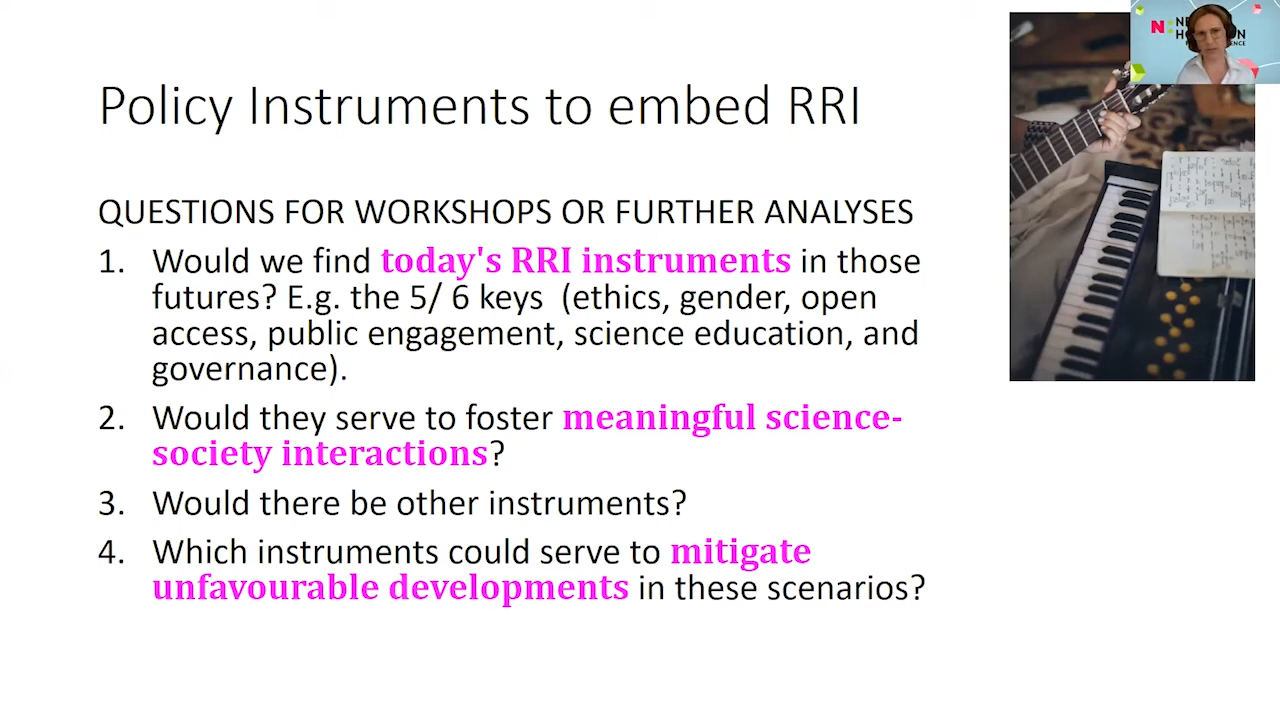 Policy Instruments to embed RRI
QUESTIONS FOR WORKSHOPS OR FURTHER ANALYSES
1. Would we find today's RRI instruments in those
futures? E.g. the 5/ 6 keys (ethics, gender, open
access, public engagement, science education, and
governance).
2. Would they serve to foster meaningful science-
society interactions?
3. Would there be other instruments?
4. Which instruments could serve to mitigate
unfavourable developments in these scenarios?